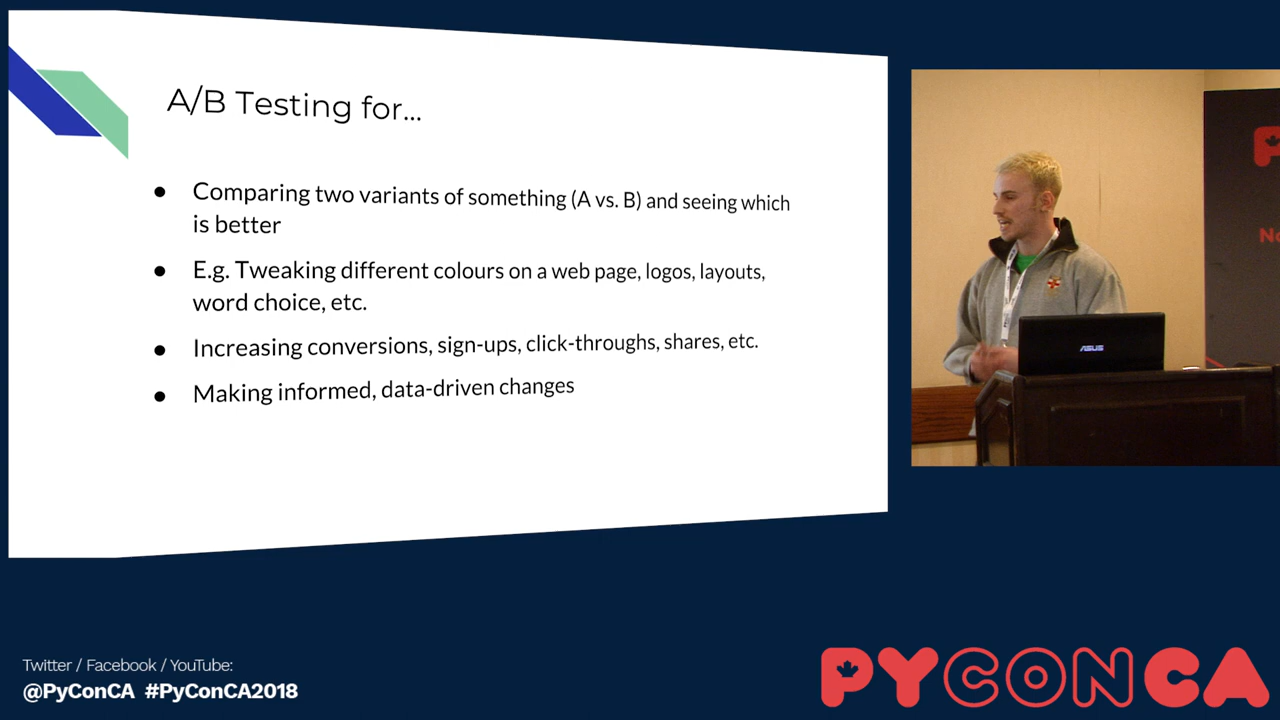 A/B Testing for...
● Comparing two variants of something (A vs. B) and seeing which
is better
● E.g. Tweaking different colours on a web page, logos, layouts,
word choice, etc.
● Increasing conversions, sign-ups, click-throughs, shares, etc.
● Making informed, data-driven changes
ASUS
Twitter / Facebook / YouTube:
@PyConCA #PyConCA2018
PYCONCA